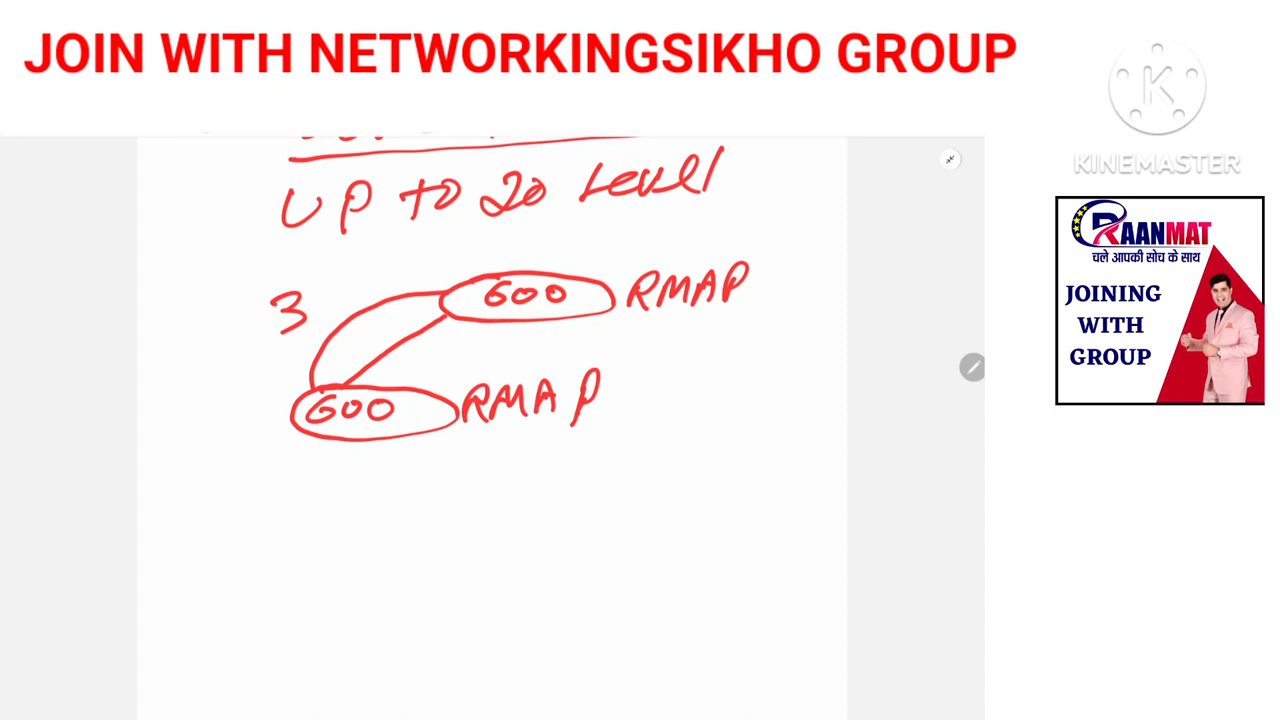 JOIN WITH NETWORKINGSIKHO GROUP
K
KINEMASTER
UP TO 20 Level
3
600 RMAP
600 RMAP
RAANMAT
चले आपकी सोच के साथ
JOINING
WITH
GROUP